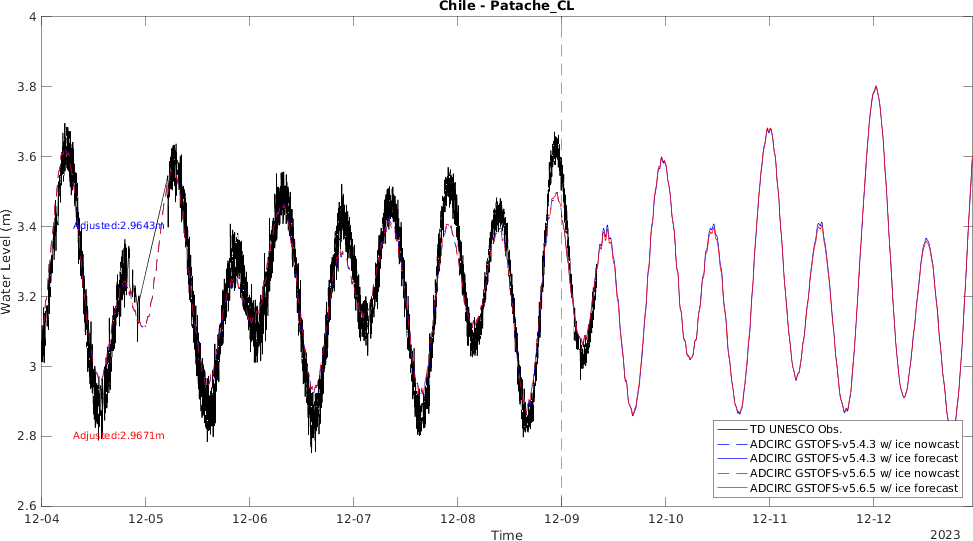 Chile - Patache_CL
4
3.8
3.6
3.4
3.2
3
2.8
2.6
Water Level (m)
Adjusted:2.9643m
Adjusted:2.9671m
TD UNESCO Obs.
ADCIRC GSTOFS-v5.4.3 w/ ice nowcast
ADCIRC GSTOFS-v5.4.3 w/ ice forecast
ADCIRC GSTOFS-v5.6.5 w/ ice nowcast
ADCIRC GSTOFS-v5.6.5 w/ ice forecast
12-04 12-05 12-06 12-07 12-08 12-09 12-10 12-11 12-12
Time
2023